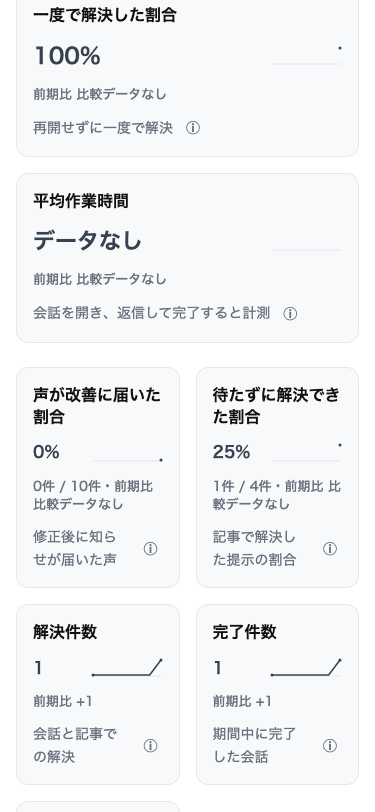 一度で解決した割合
100%
前期比 比較データなし
再開せずに一度で解決 ⓘ
平均作業時間
データなし
前期比 比較データなし
会話を開き、返信して完了すると計測 ⓘ
声が改善に届いた
割合
0%
0件 / 10件・前期比
比較データなし
修正後に知ら
せが届いた声 ⓘ
待たずに解決でき
た割合
25%
1件 / 4件・前期比 比
較データなし
記事で解決し
た提示の割合 ⓘ
解決件数
1
前期比 +1
会話と記事で
の解決 ⓘ
完了件数
1
前期比 +1
期間中に完了
した会話 ⓘ